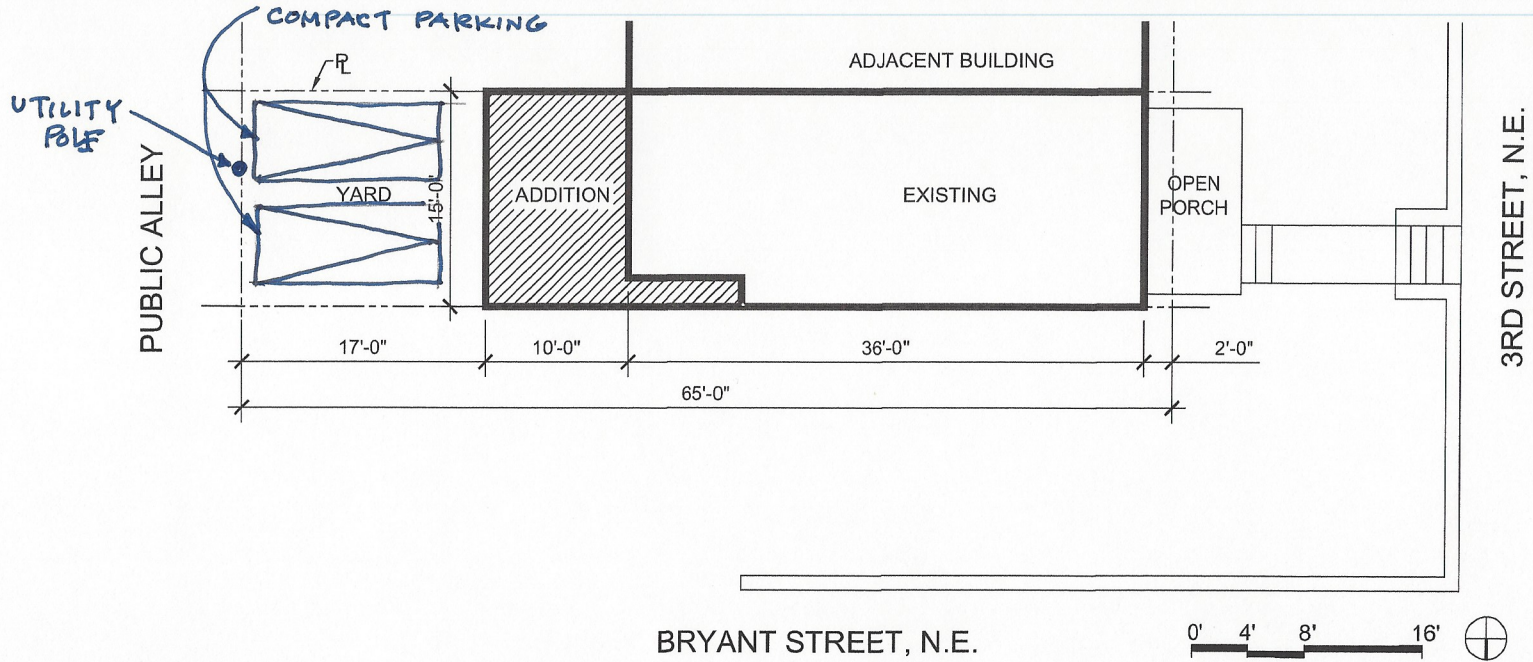 COMPACT PARKING
PL
ADJACENT BUILDING
UTILITY
POLE
PUBLIC ALLEY
YARD
15'-0"
ADDITION
EXISTING
OPEN
PORCH
3RD STREET, N.E.
17'-0"
10'-0"
36'-0"
2'-0"
65'-0"
BRYANT STREET, N.E.
0' 4' 8' 16'